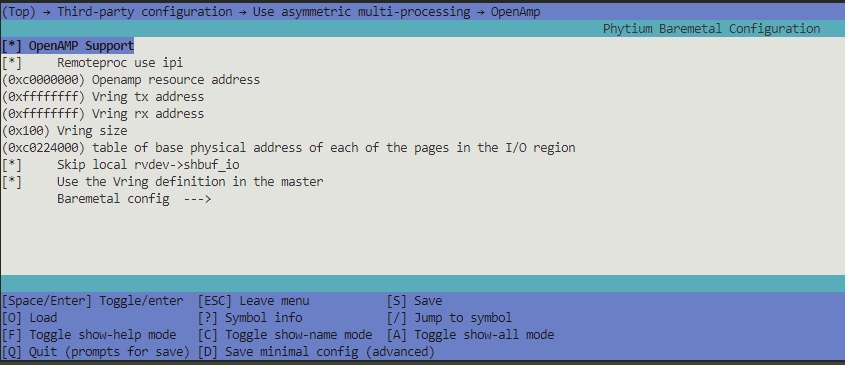 (Top) → Third-party configuration → Use asymmetric multi-processing → OpenAmp
Phytium Baremetal Configuration
[*] OpenAMP Support
[*]     Remoteproc use ipi
(0xc0000000) Openamp resource address
(0xffffffff) Vring tx address
(0xffffffff) Vring rx address
(0x100) Vring size
(0xc0224000) table of base physical address of each of the pages in the I/O region
[*]     Skip local rvdev->shbuf_io
[*]     Use the Vring definition in the master
        Baremetal config  --->
[Space/Enter] Toggle/enter  [ESC] Leave menu           [S] Save
[O] Load                    [?] Symbol info            [/] Jump to symbol
[F] Toggle show-help mode   [C] Toggle show-name mode  [A] Toggle show-all mode
[Q] Quit (prompts for save) [D] Save minimal config (advanced)